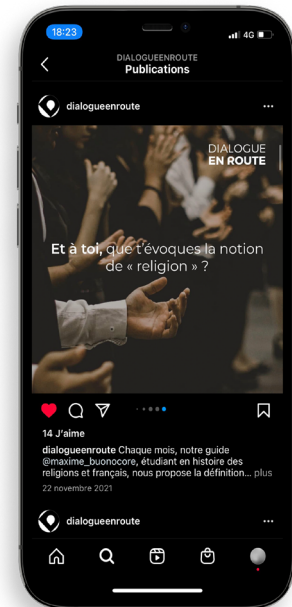 18:23
4G
DIALOGUEENROUTE
Publications
dialogueenroute
DIALOGUE
EN ROUTE
Et à toi, que t'évoques la notion
de « religion » ?
14 J'aime
dialogueenroute Chaque mois, notre guide
@maxime_buonocore, étudiant en histoire des
religions et français, nous propose la définition... plus
22 novembre 2021
dialogueenroute